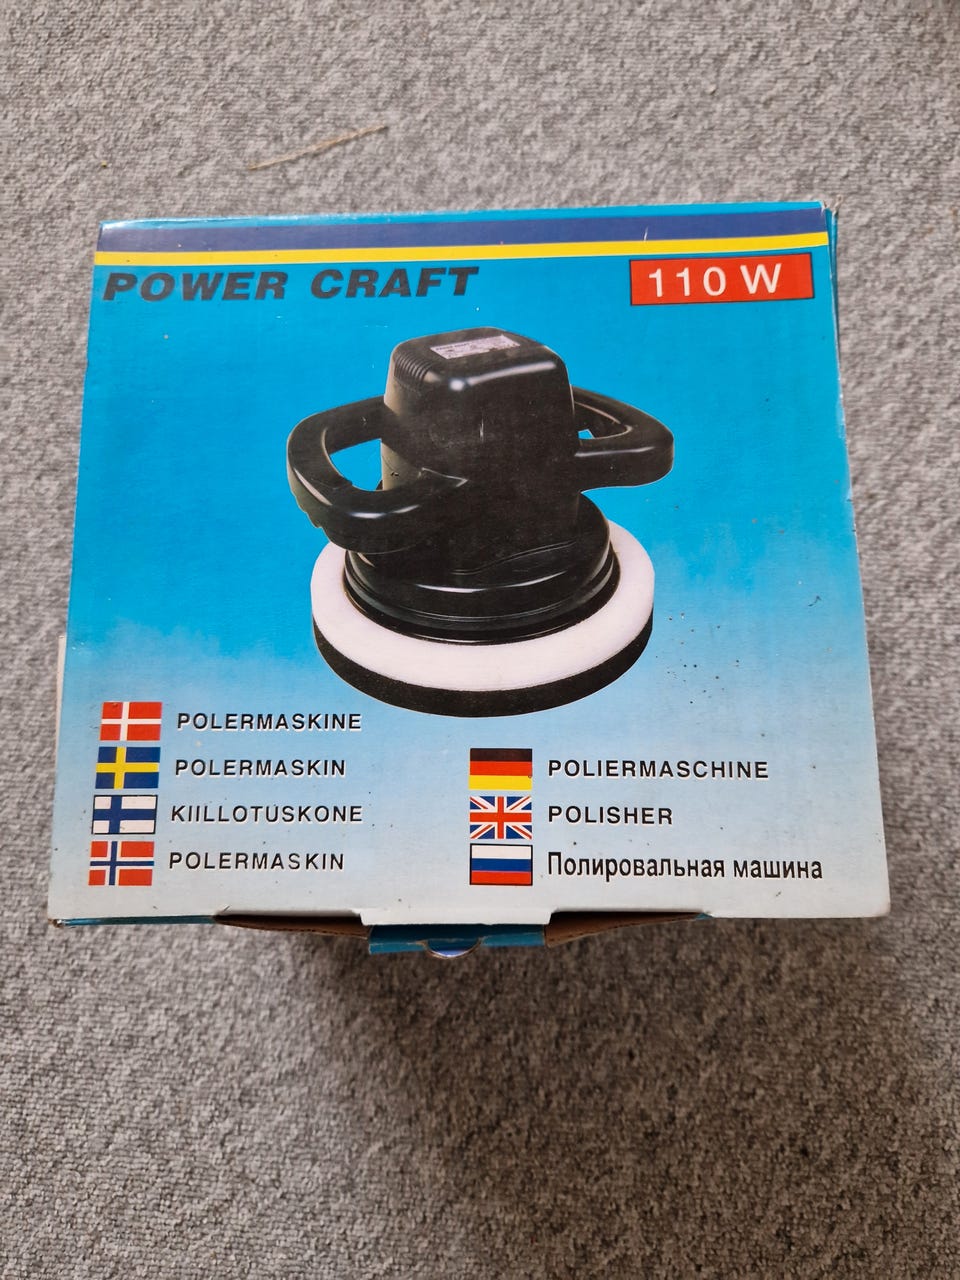 POWER CRAFT
110 W
POLERMASKINE
POLERMASKIN
KIILLOTUSKONE
POLERMASKIN
POLIERMASCHINE
POLISHER
Полировальная машина